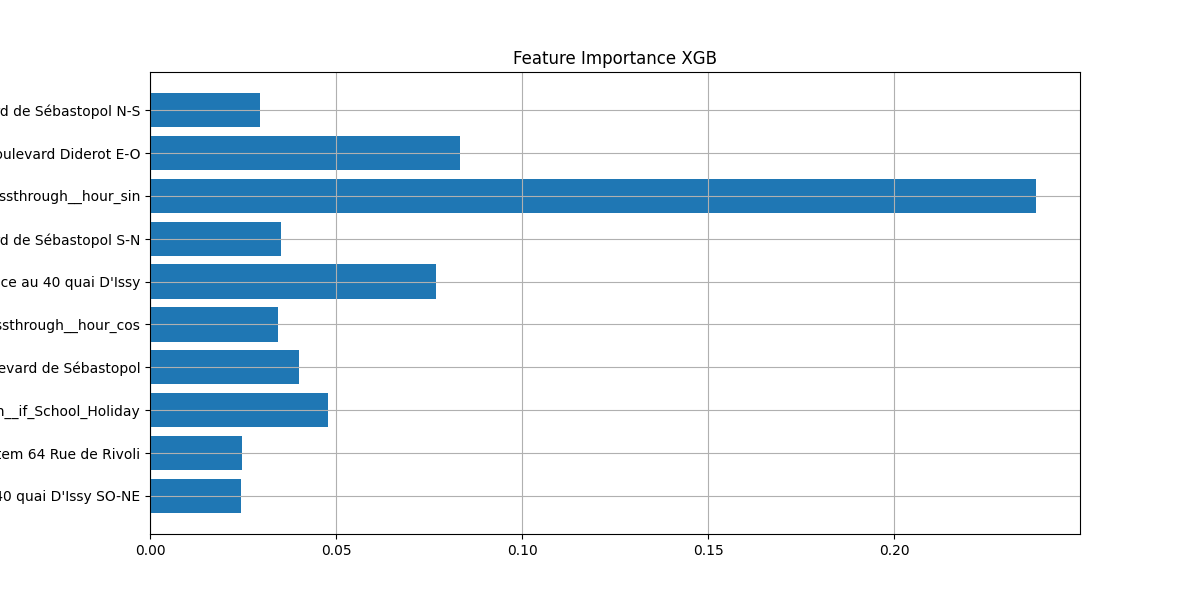 Feature Importance XGB
d de Sébastopol N-S
oulevard Diderot E-O
ssthrough__hour_sin
d de Sébastopol S-N
ce au 40 quai D'Issy
ssthrough__hour_cos
evard de Sébastopol
__if_School_Holiday
tem 64 Rue de Rivoli
40 quai D'Issy SO-NE
0.00 0.05 0.10 0.15 0.20